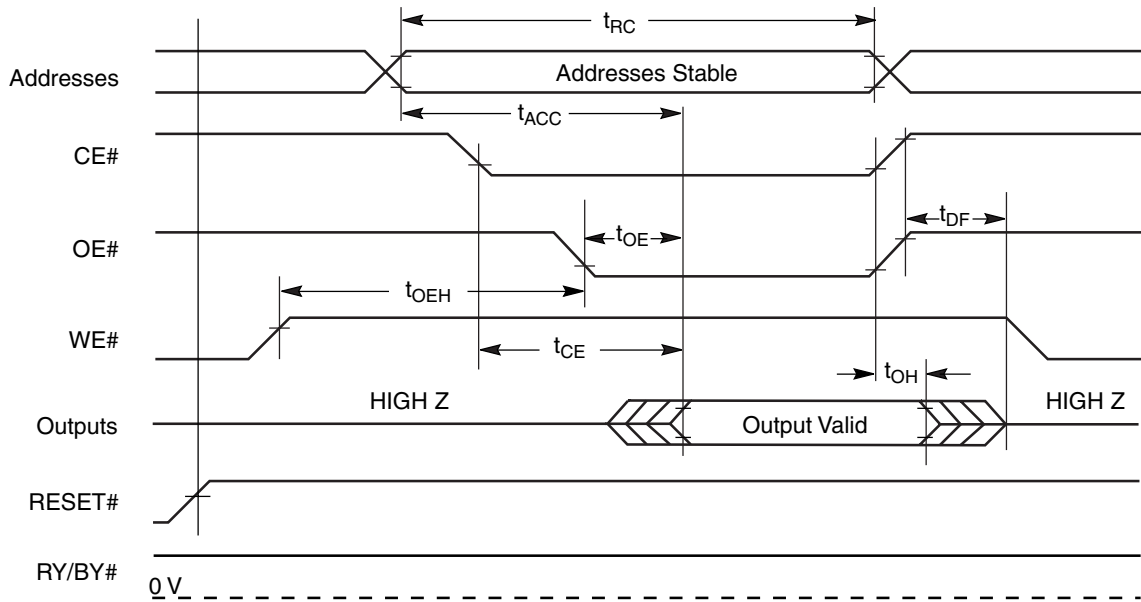 tRC
Addresses
Addresses Stable
tACC
CE#
tDF
OE#
tOE
tOEH
WE#
tCE
tOH
HIGH Z
HIGH Z
Outputs
Output Valid
RESET#
RY/BY#
0 V